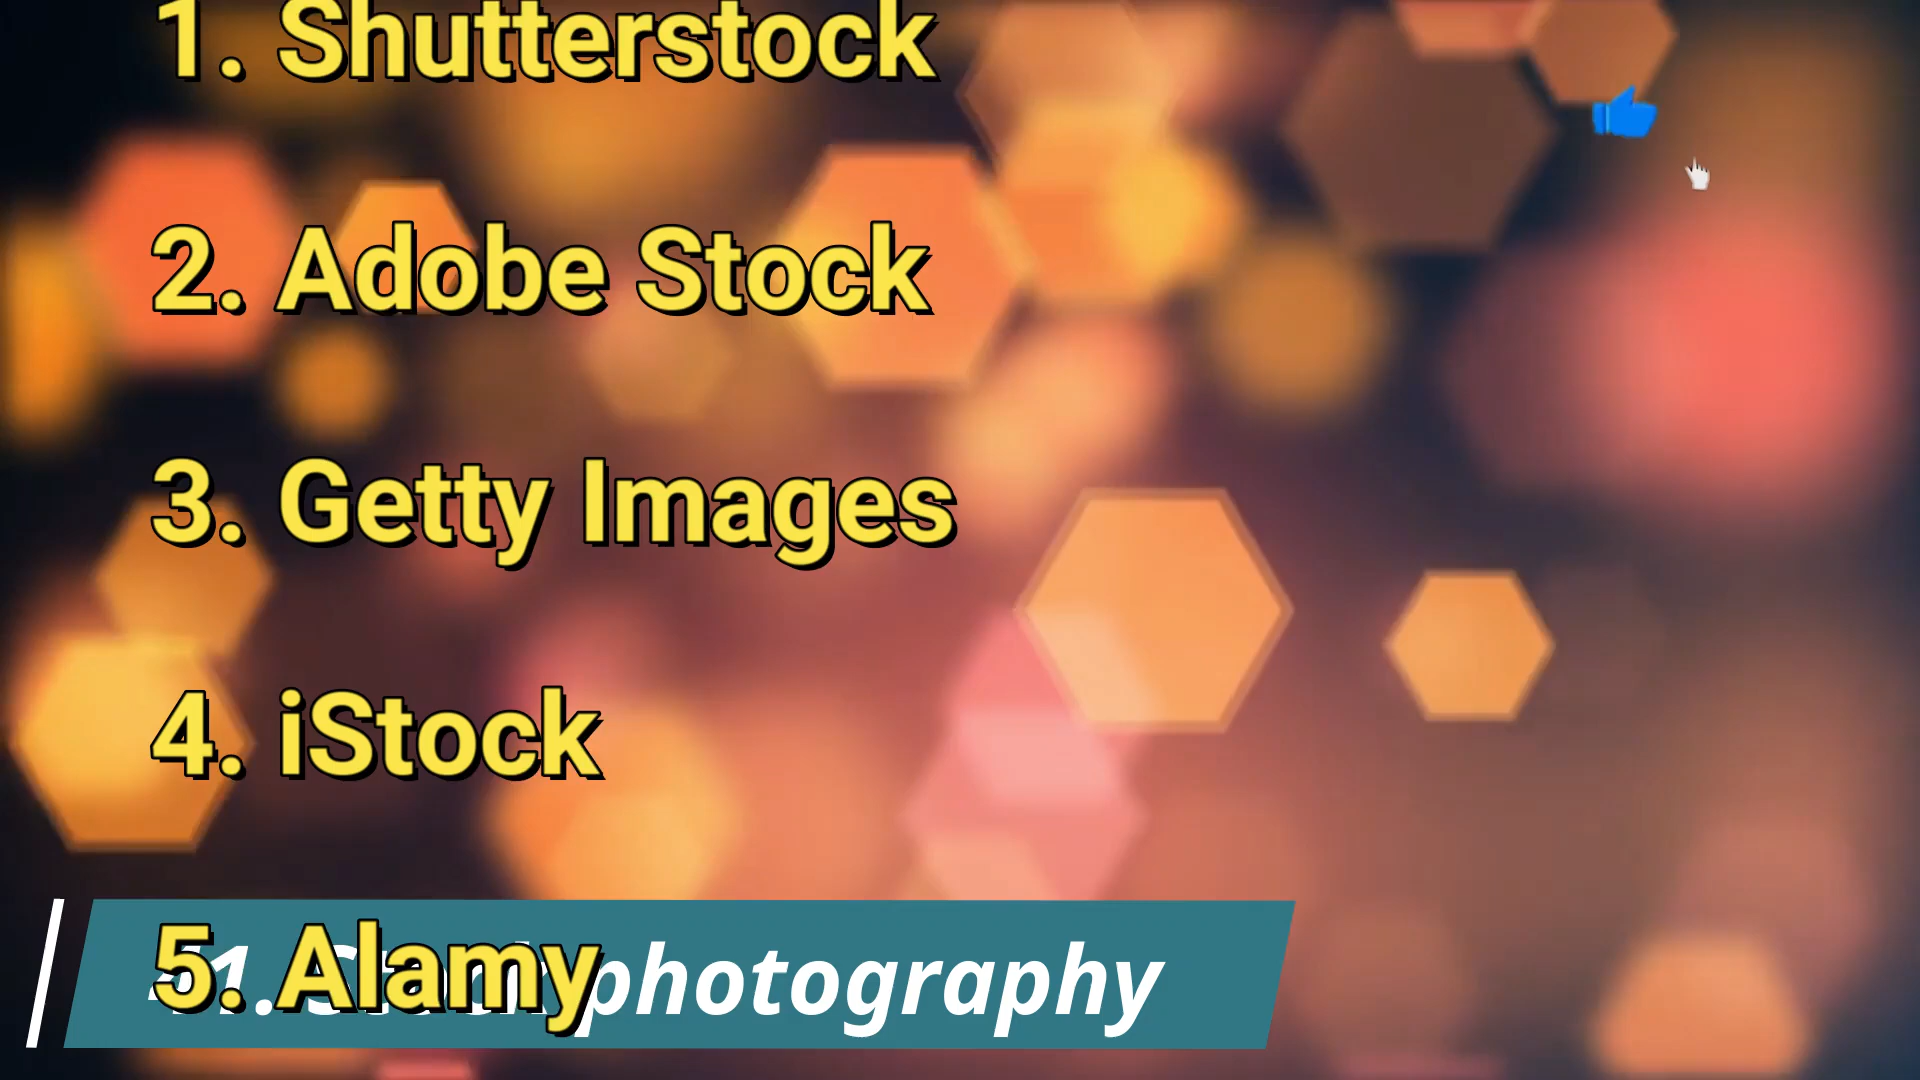 1. Shutterstock
2. Adobe Stock
3. Getty Images
4. iStock
5. Alamy
photography